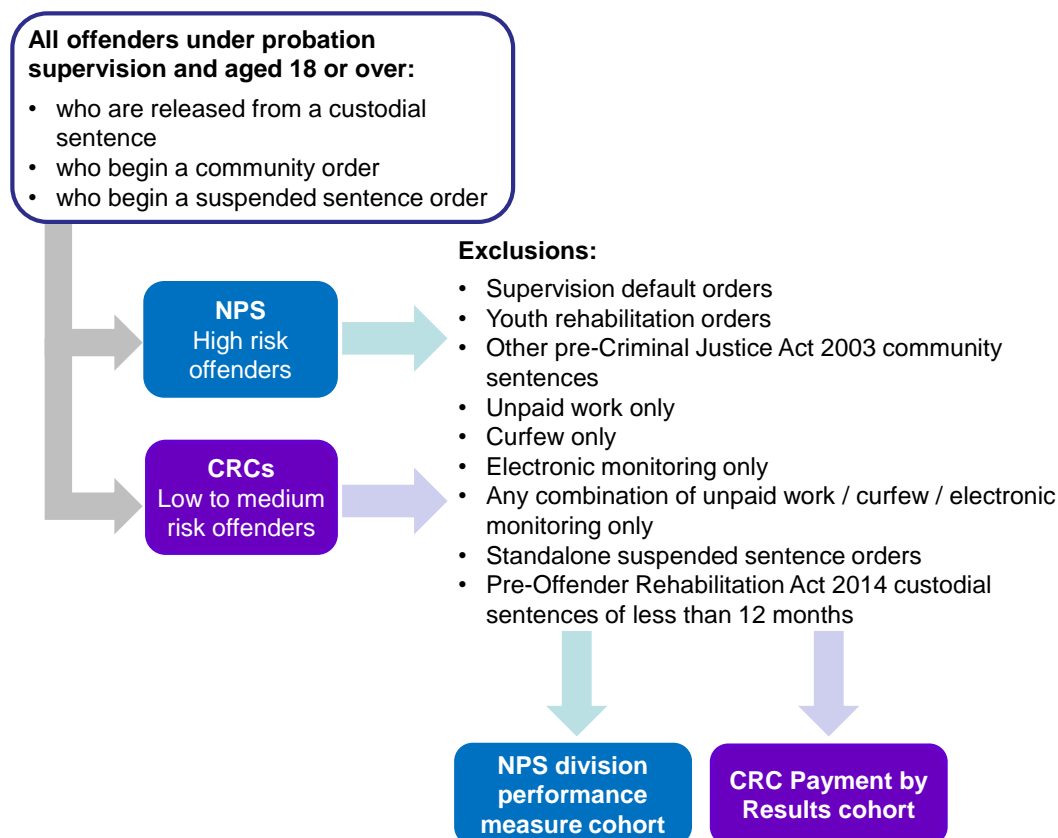 All offenders under probation
supervision and aged 18 or over:
• who are released from a custodial
sentence
• who begin a community order
• who begin a suspended sentence order
NPS
High risk
offenders
CRCs
Low to medium
risk offenders
Exclusions:
• Supervision default orders
• Youth rehabilitation orders
• Other pre-Criminal Justice Act 2003 community
sentences
• Unpaid work only
• Curfew only
• Electronic monitoring only
• Any combination of unpaid work / curfew / electronic
monitoring only
• Standalone suspended sentence orders
• Pre-Offender Rehabilitation Act 2014 custodial
sentences of less than 12 months
NPS division
performance
measure cohort
CRC Payment by
Results cohort